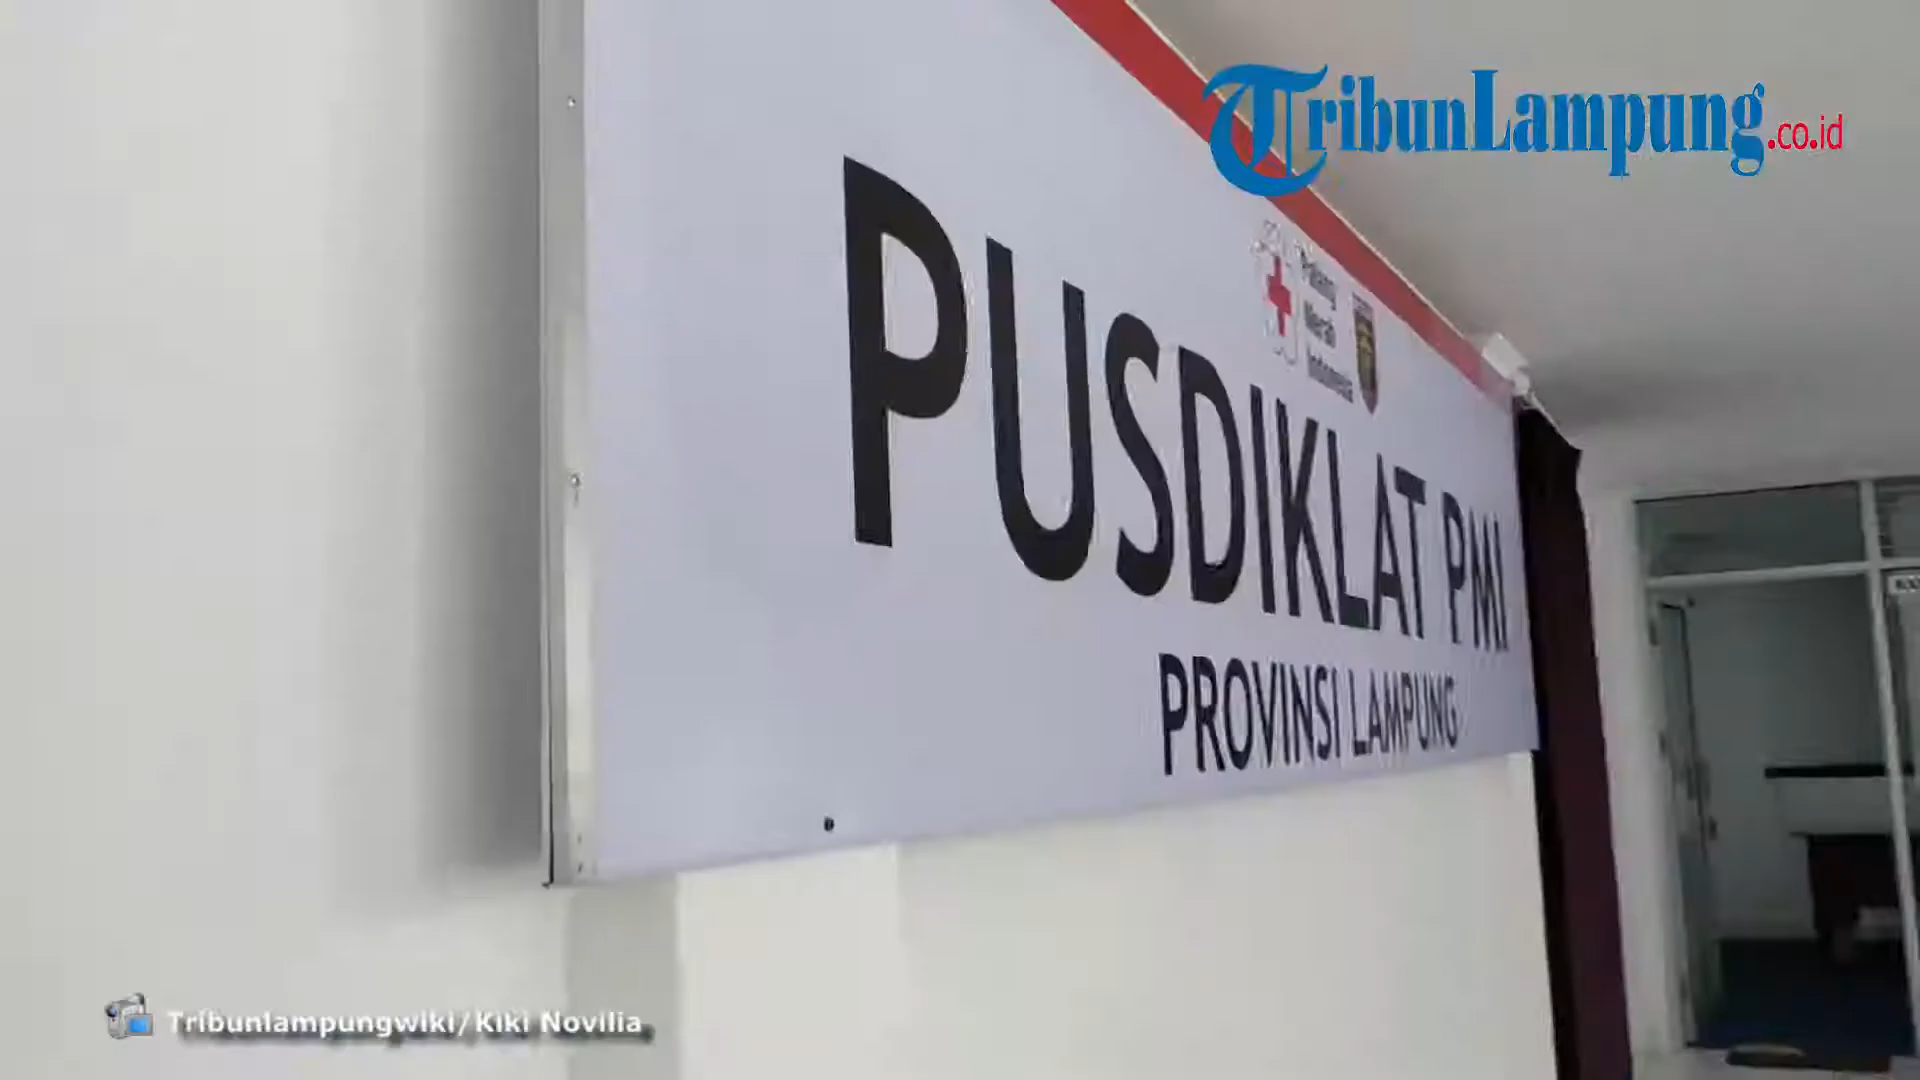 TribunLampung.co.id
Palang
Merah
Indonesia
PUSDIKLAT PMI
PROVINSI LAMPUNG
Tribunlampungwiki/Kiki Novilia